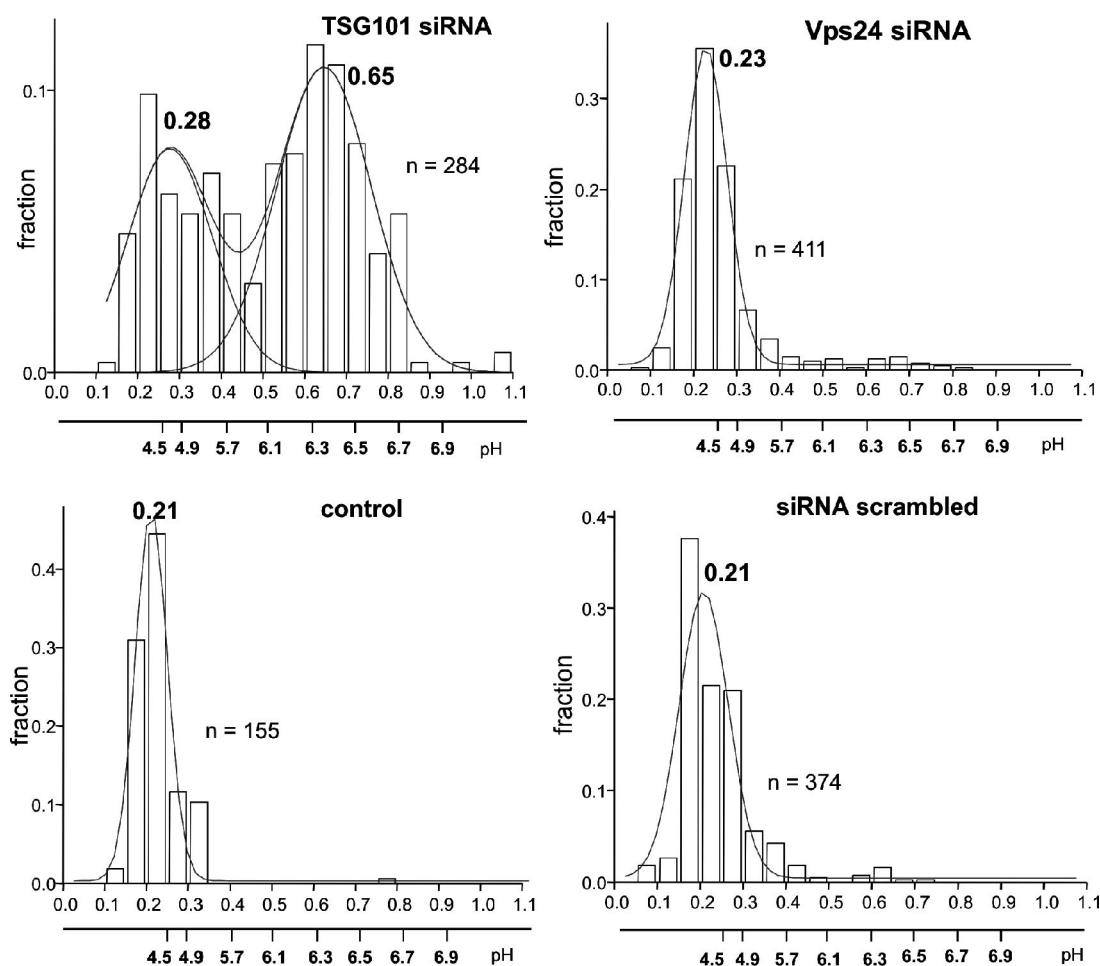 TSG101 siRNA
0.1
0.65
0.28
n = 284
fraction
0.0
0.0 0.1 0.2 0.3 0.4 0.5 0.6 0.7 0.8 0.9 1.0 1.1
4.5 4.9 5.7 6.1 6.3 6.5 6.7 6.9 pH
Vps24 siRNA
0.3
0.23
0.2
n = 411
fraction
0.1
0.0
0.0 0.1 0.2 0.3 0.4 0.5 0.6 0.7 0.8 0.9 1.0 1.1
4.5 4.9 5.7 6.1 6.3 6.5 6.7 6.9 pH
control
0.21
0.4
0.3
n = 155
fraction
0.2
0.1
0.0
0.0 0.1 0.2 0.3 0.4 0.5 0.6 0.7 0.8 0.9 1.0 1.1
4.5 4.9 5.7 6.1 6.3 6.5 6.7 6.9 pH
siRNA scrambled
0.4
0.21
0.3
n = 374
fraction
0.2
0.1
0.0
0.0 0.1 0.2 0.3 0.4 0.5 0.6 0.7 0.8 0.9 1.0 1.1
4.5 4.9 5.7 6.1 6.3 6.5 6.7 6.9 pH